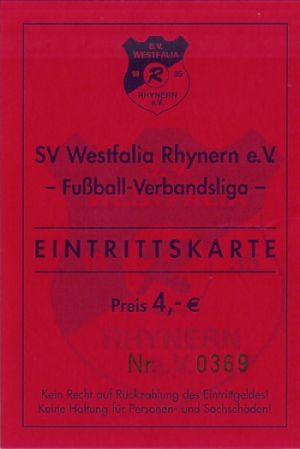 S.V.
WESTFALIA
19 R 35
RHYNERN
e.V.
SV Westfalia Rhynern e.V.
– Fußball-Verbandsliga –
EINTRITTSKARTE
Preis 4,- €
RHYNERN
e.V.
Nr. 0369
Kein Recht auf Rückzahlung des Eintrittgeldes!
Keine Haftung für Personen- und Sachschäden!